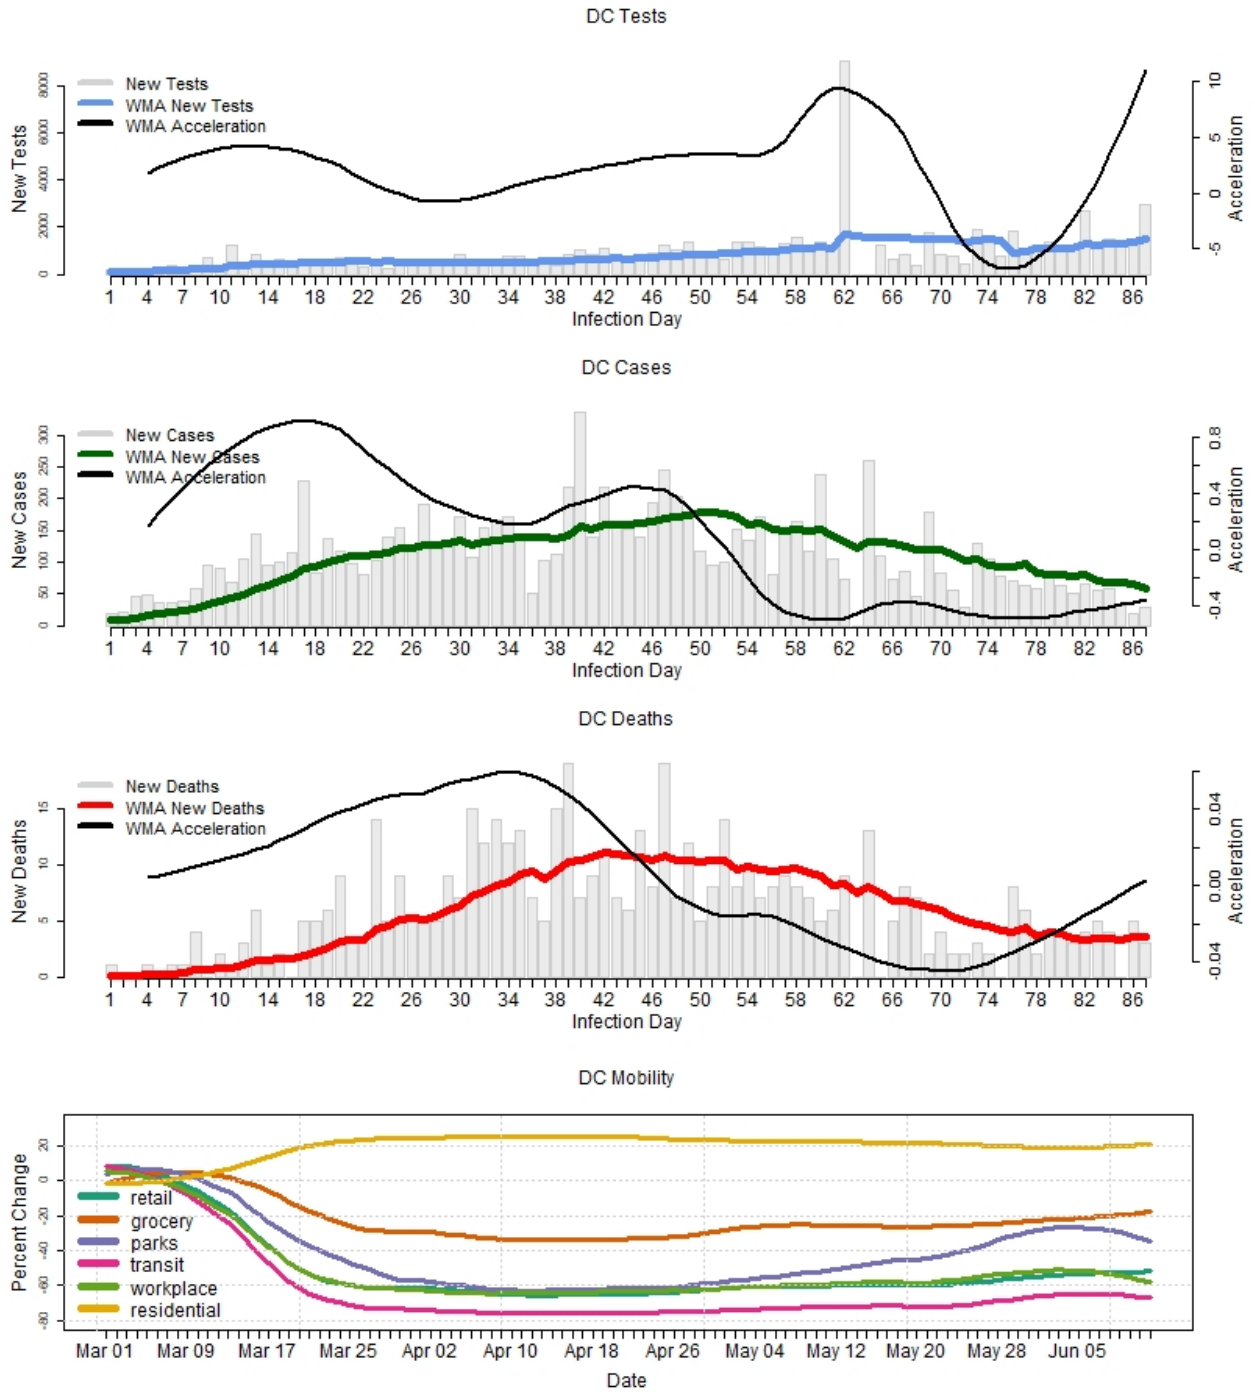 DC Tests
New Tests
WMA New Tests
WMA Acceleration
New Tests
0 2000 4000 6000 8000
Acceleration
-5 0 5 10
1 4 7 10 14 18 22 26 30 34 38 42 46 50 54 58 62 66 70 74 78 82 86
Infection Day
DC Cases
New Cases
WMA New Cases
WMA Acceleration
New Cases
0 50 100 150 200 250 300
Acceleration
-0.4 0.0 0.4 0.8
1 4 7 10 14 18 22 26 30 34 38 42 46 50 54 58 62 66 70 74 78 82 86
Infection Day
DC Deaths
New Deaths
WMA New Deaths
WMA Acceleration
New Deaths
0 5 10 15
Acceleration
-0.04 0.00 0.04
1 4 7 10 14 18 22 26 30 34 38 42 46 50 54 58 62 66 70 74 78 82 86
Infection Day
DC Mobility
Percent Change
-80 -60 -40 -20 0 20
retail
grocery
parks
transit
workplace
residential
Mar 01 Mar 09 Mar 17 Mar 25 Apr 02 Apr 10 Apr 18 Apr 26 May 04 May 12 May 20 May 28 Jun 05
Date